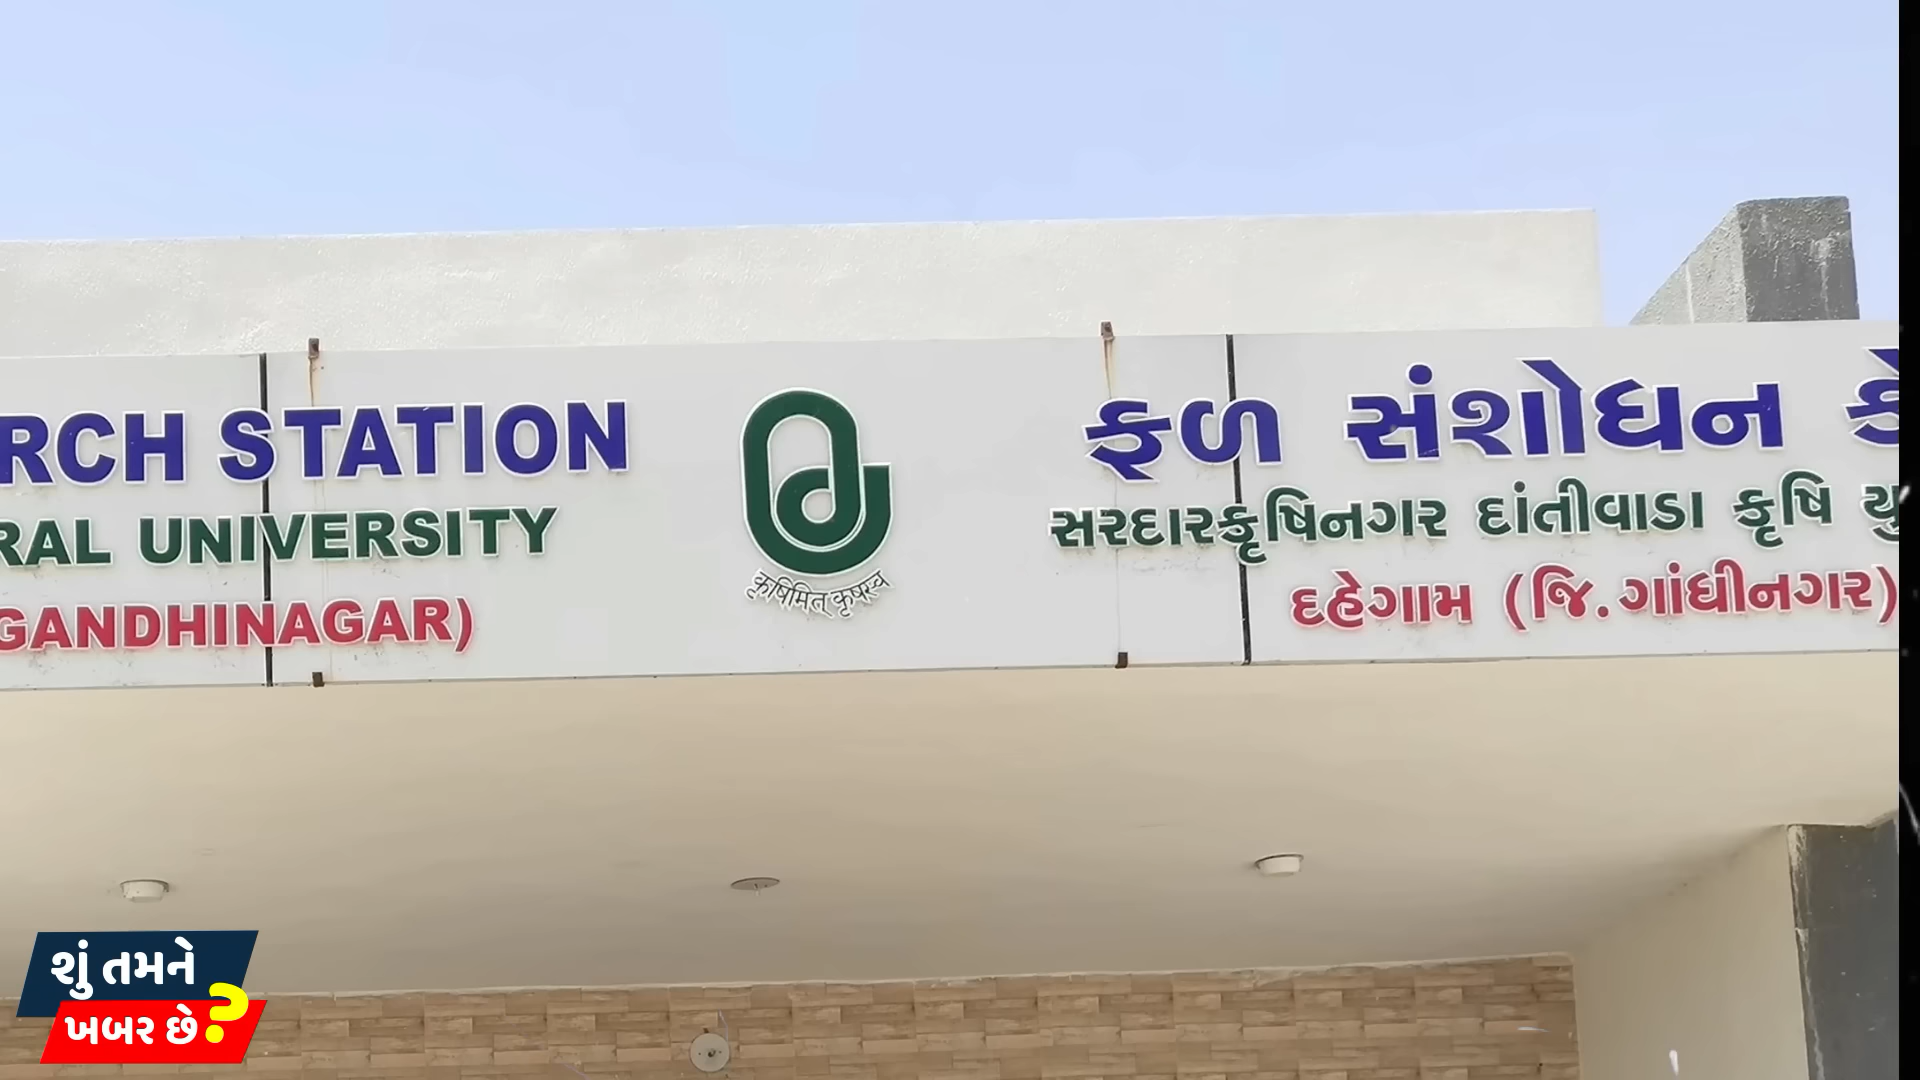 RCH STATION
RAL UNIVERSITY
GANDHINAGAR)
कृषिमित् कृषस्व
ફળ સંશોધન
સરદારકૃષિનગર દાંતીવાડા કૃષિ યુ
દહેગામ (જિ.ગાંધીનગર)
શું તમને
ખબર છે?